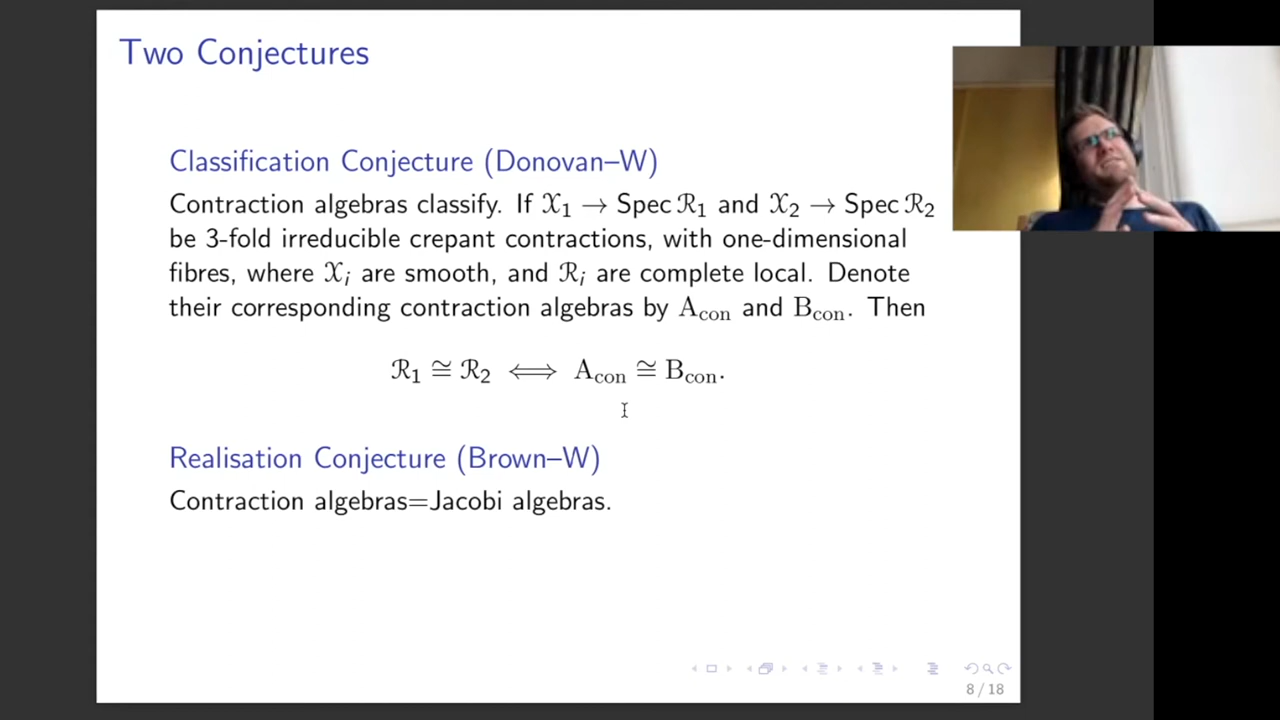 Two Conjectures
Classification Conjecture (Donovan–W)
Contraction algebras classify. If 𝒳₁ → Spec ℛ₁ and 𝒳₂ → Spec ℛ₂
be 3-fold irreducible crepant contractions, with one-dimensional
fibres, where 𝒳ᵢ are smooth, and ℛᵢ are complete local. Denote
their corresponding contraction algebras by A_con and B_con. Then
ℛ₁ ≅ ℛ₂ ⟺ A_con ≅ B_con.
Realisation Conjecture (Brown–W)
Contraction algebras=Jacobi algebras.
8 / 18